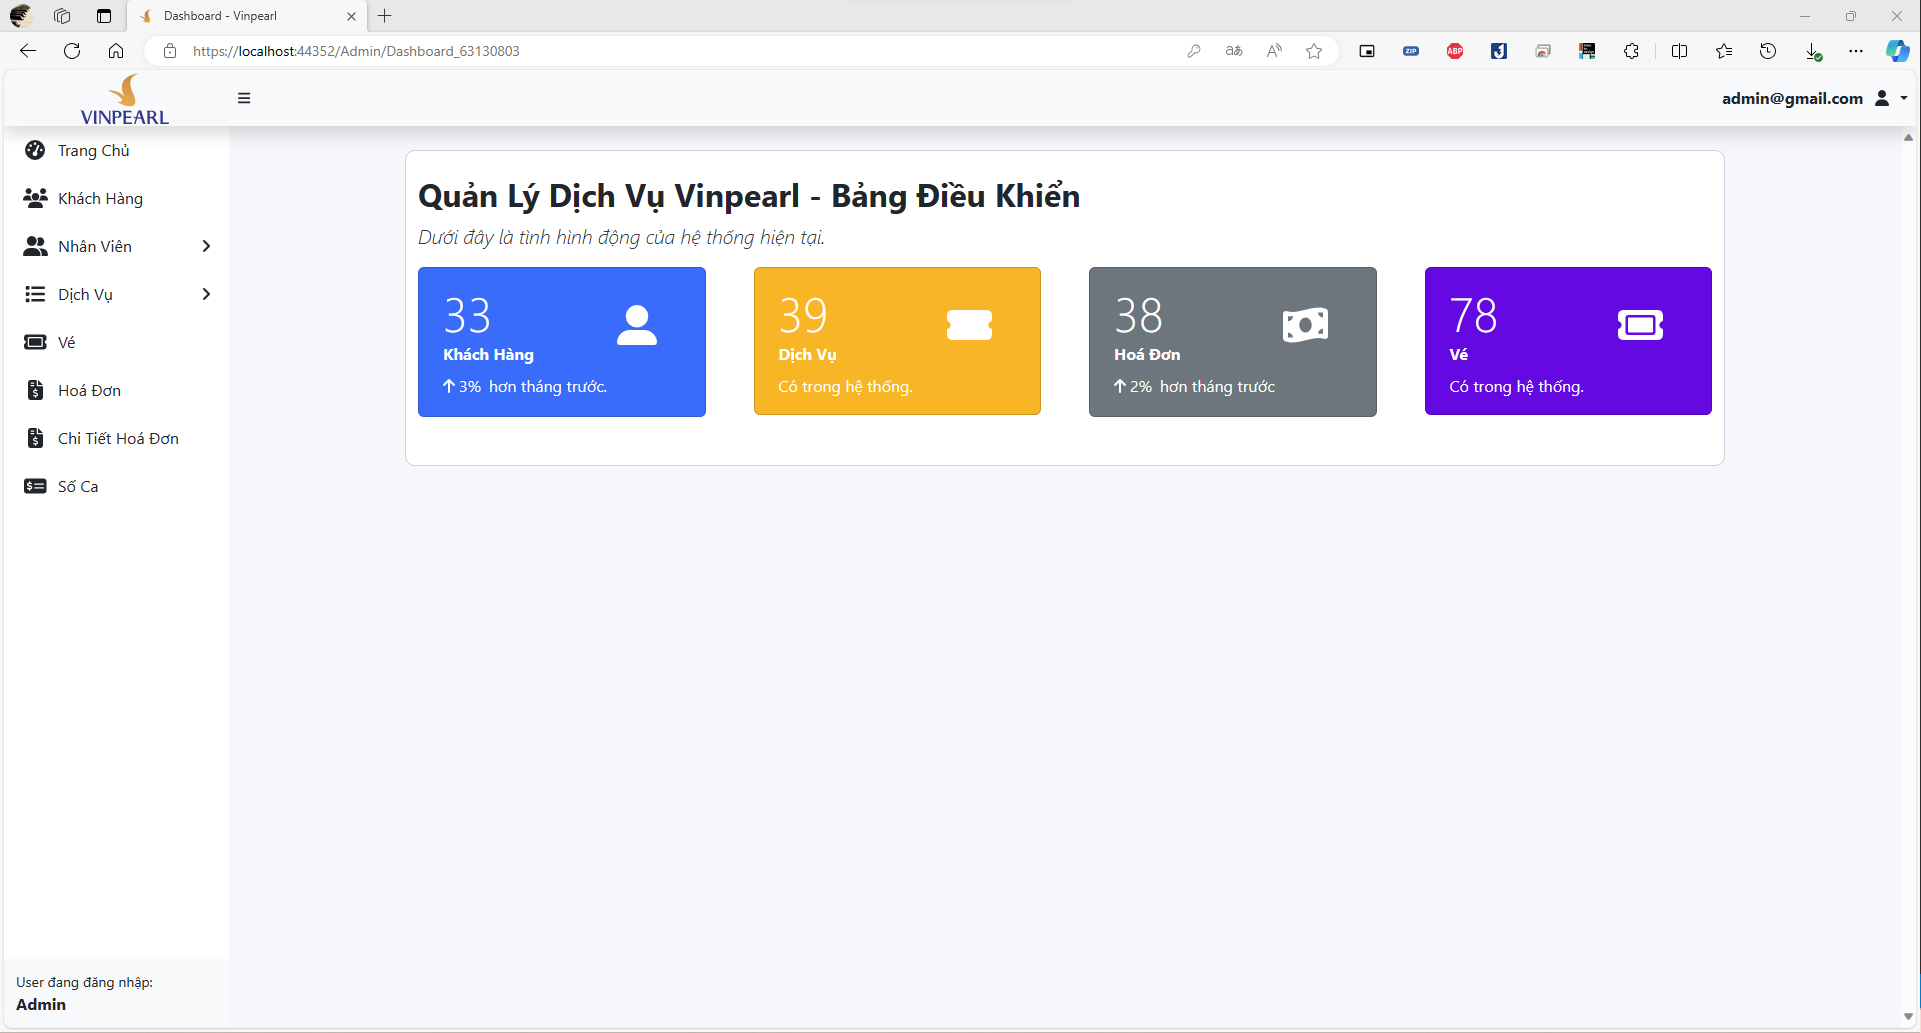 Dashboard - Vinpearl
https://localhost:44352/Admin/Dashboard_63130803
aあ
A
ZIP
ABP
VINPEARL
admin@gmail.com
Trang Chủ
Khách Hàng
Nhân Viên
Dịch Vụ
Vé
Hoá Đơn
Chi Tiết Hoá Đơn
Số Ca
Quản Lý Dịch Vụ Vinpearl - Bảng Điều Khiển
Dưới đây là tình hình động của hệ thống hiện tại.
33
Khách Hàng
3% hơn tháng trước.
39
Dịch Vụ
Có trong hệ thống.
38
Hoá Đơn
2% hơn tháng trước
78
Vé
Có trong hệ thống.
User đang đăng nhập:
Admin